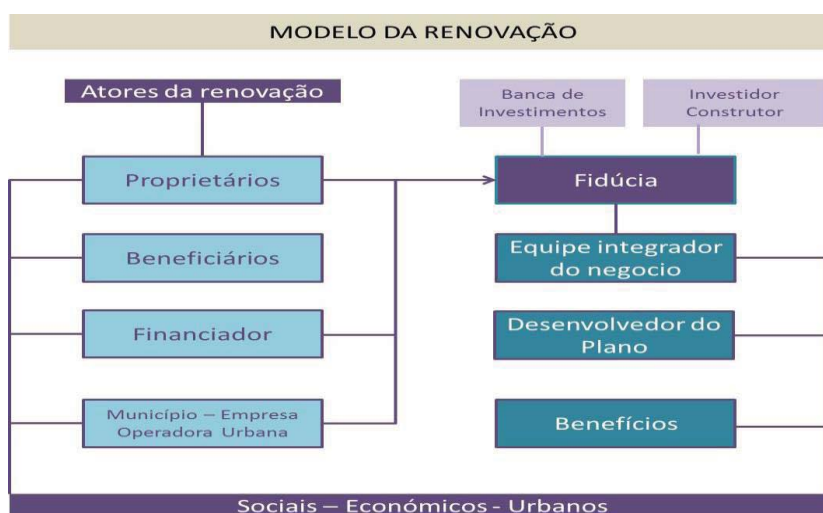 MODELO DA RENOVAÇÃO
Atores da renovação
Banca de
Investimentos
Investidor
Construtor
Proprietários
Fidúcia
Beneficiários
Equipe integrador
do negocio
Financiador
Desenvolvedor do
Plano
Município – Empresa
Operadora Urbana
Benefícios
Sociais – Económicos - Urbanos